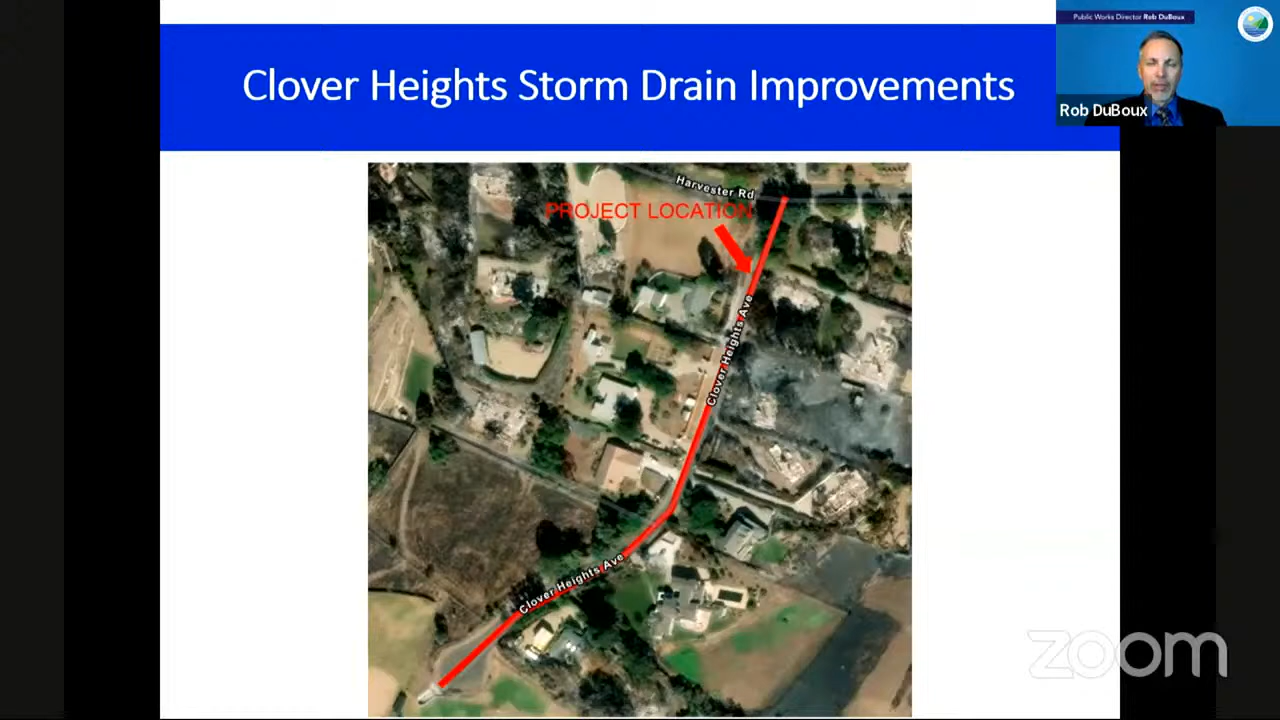 Public Works Director Rob DuBoux
Rob DuBoux
Clover Heights Storm Drain Improvements
Harvester Rd
PROJECT LOCATION
Clover Heights Ave
Clover Heights Ave
zoom